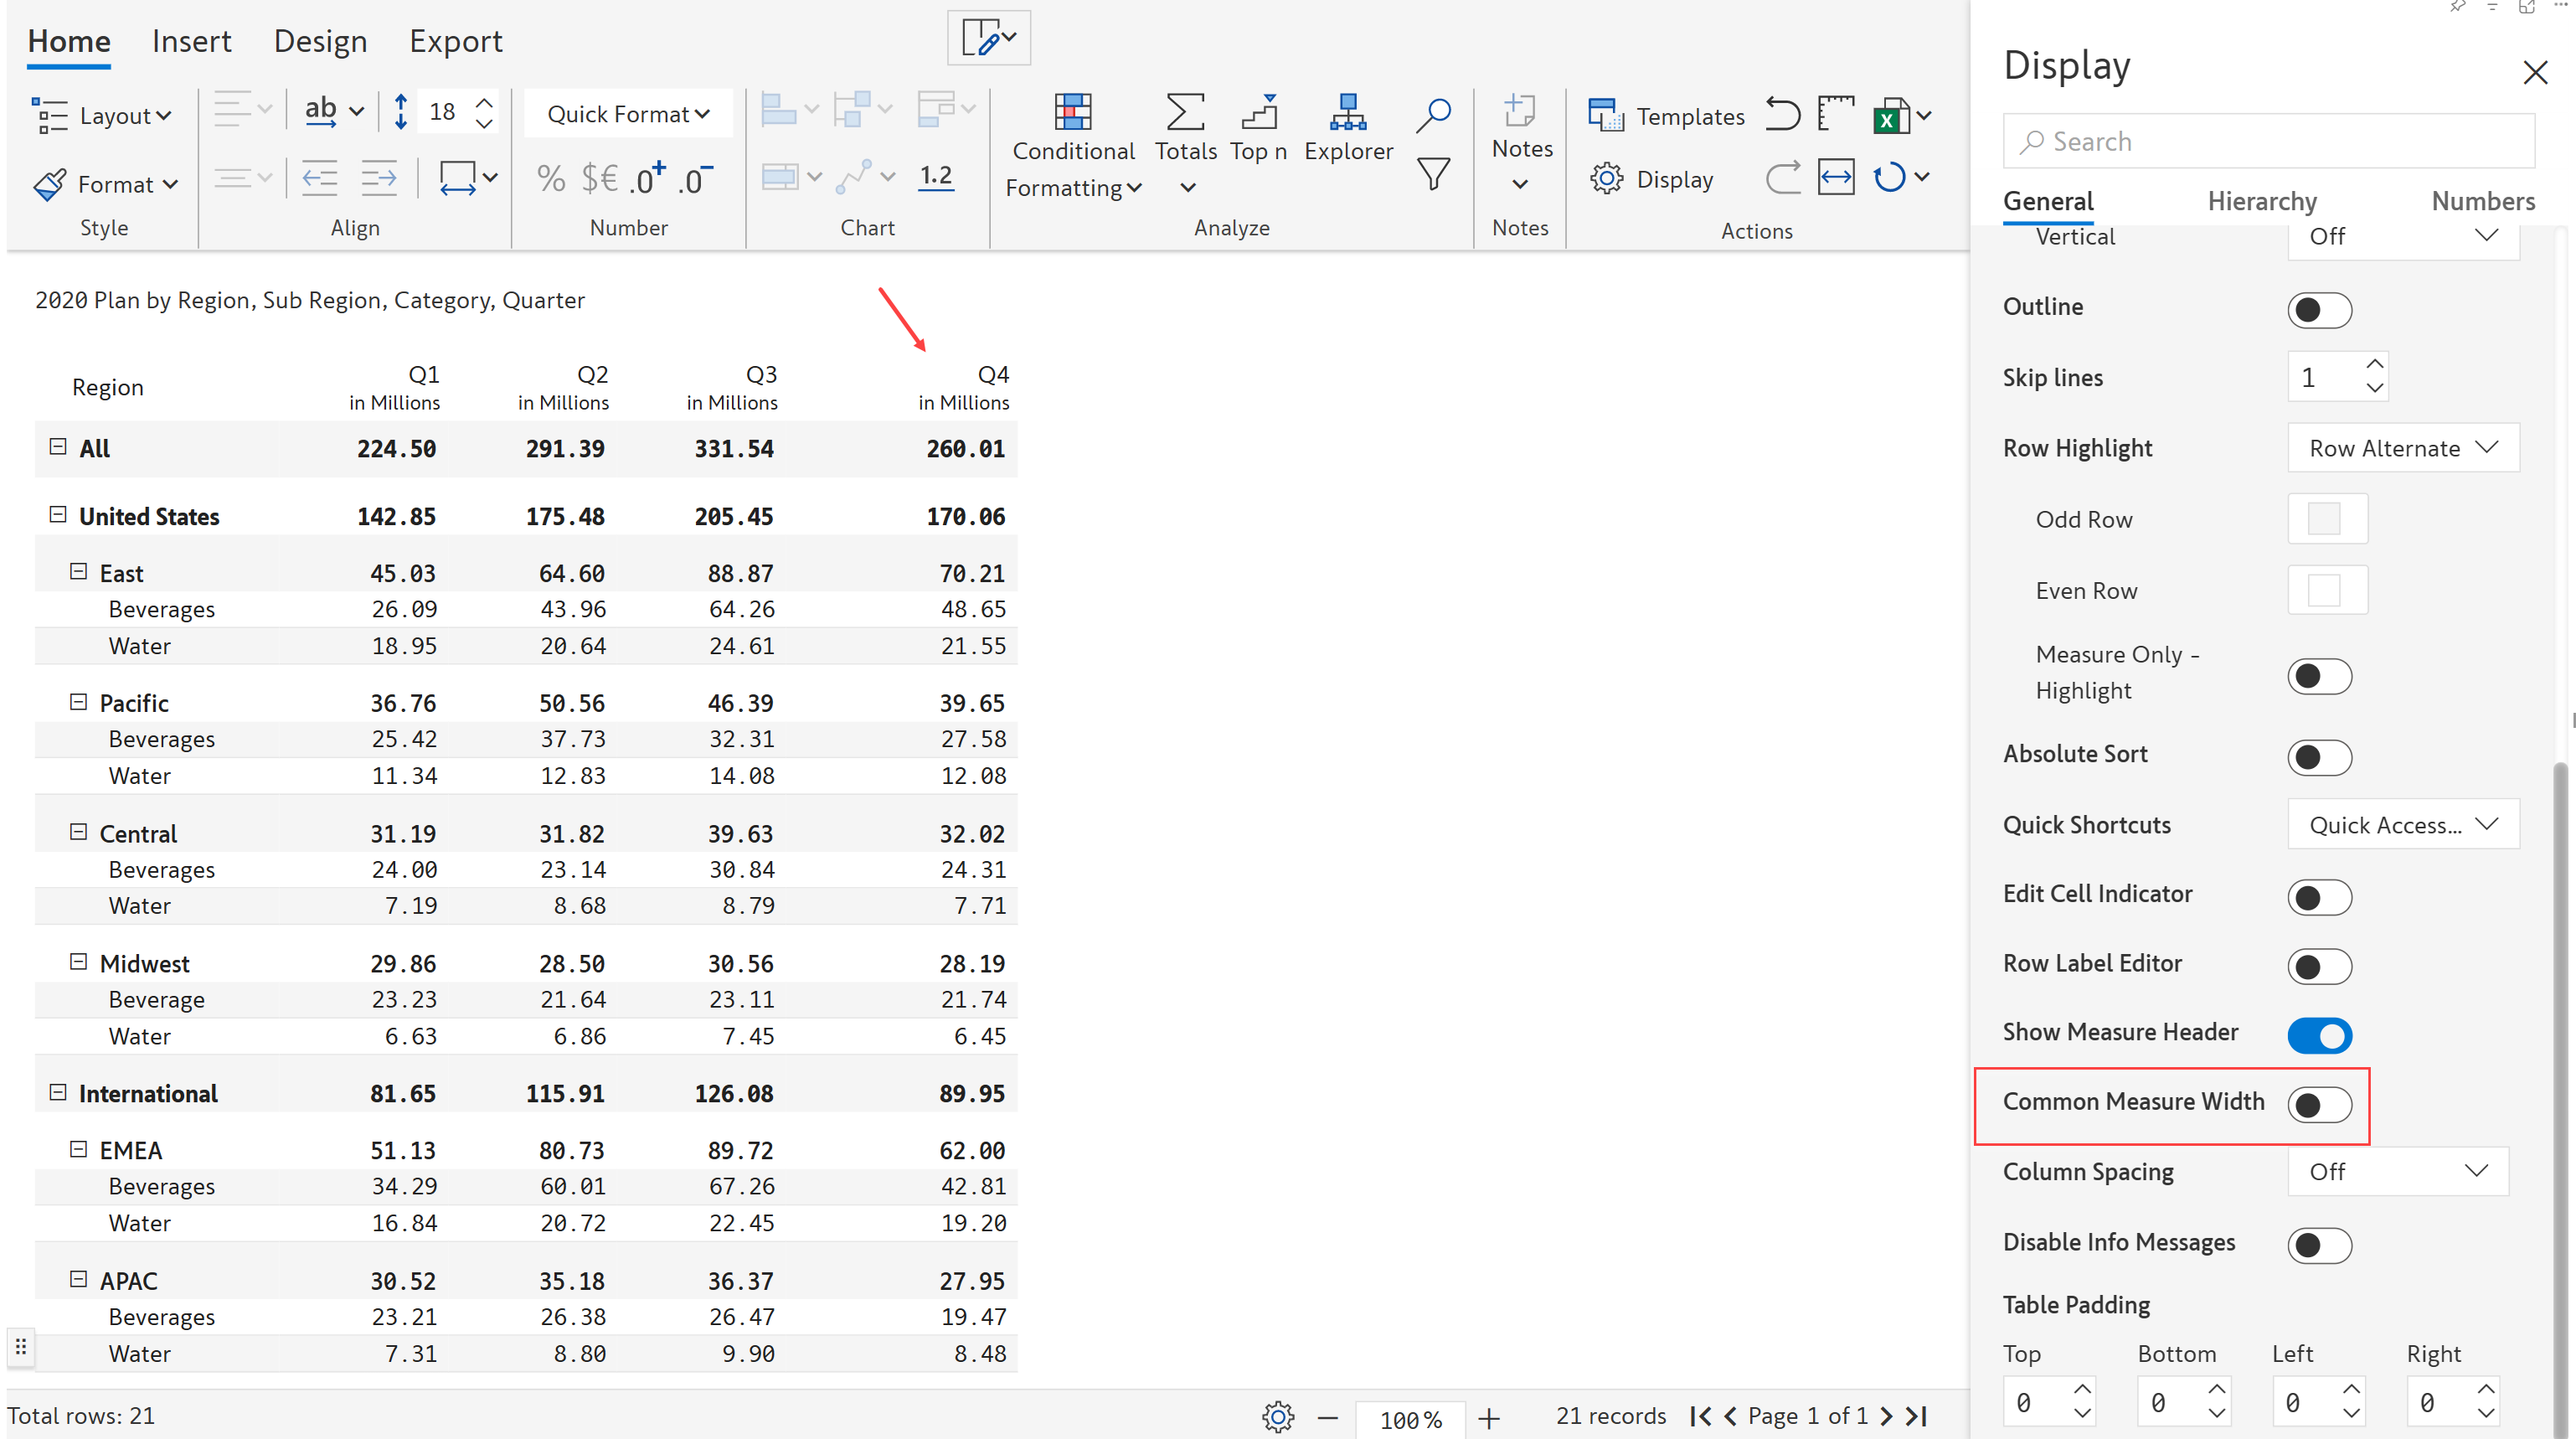 Home Insert Design Export
Layout
ab
18
Quick Format
Conditional
Formatting
Totals
Top n
Explorer
Notes
Templates
Format
% $€ .0+ .0-
1.2
Display
Style
Align
Number
Chart
Analyze
Notes
Actions
2020 Plan by Region, Sub Region, Category, Quarter
Region Q1 Q2 Q3 Q4
in Millions in Millions in Millions in Millions
All 224.50 291.39 331.54 260.01
United States 142.85 175.48 205.45 170.06
East 45.03 64.60 88.87 70.21
Beverages 26.09 43.96 64.26 48.65
Water 18.95 20.64 24.61 21.55
Pacific 36.76 50.56 46.39 39.65
Beverages 25.42 37.73 32.31 27.58
Water 11.34 12.83 14.08 12.08
Central 31.19 31.82 39.63 32.02
Beverages 24.00 23.14 30.84 24.31
Water 7.19 8.68 8.79 7.71
Midwest 29.86 28.50 30.56 28.19
Beverage 23.23 21.64 23.11 21.74
Water 6.63 6.86 7.45 6.45
International 81.65 115.91 126.08 89.95
EMEA 51.13 80.73 89.72 62.00
Beverages 34.29 60.01 67.26 42.81
Water 16.84 20.72 22.45 19.20
APAC 30.52 35.18 36.37 27.95
Beverages 23.21 26.38 26.47 19.47
Water 7.31 8.80 9.90 8.48
Total rows: 21
100%
21 records
Page 1 of 1
Display
Search
General Hierarchy Numbers
Vertical Off
Outline
Skip lines 1
Row Highlight Row Alternate
Odd Row
Even Row
Measure Only -
Highlight
Absolute Sort
Quick Shortcuts Quick Access...
Edit Cell Indicator
Row Label Editor
Show Measure Header
Common Measure Width
Column Spacing Off
Disable Info Messages
Table Padding
Top Bottom Left Right
0 0 0 0